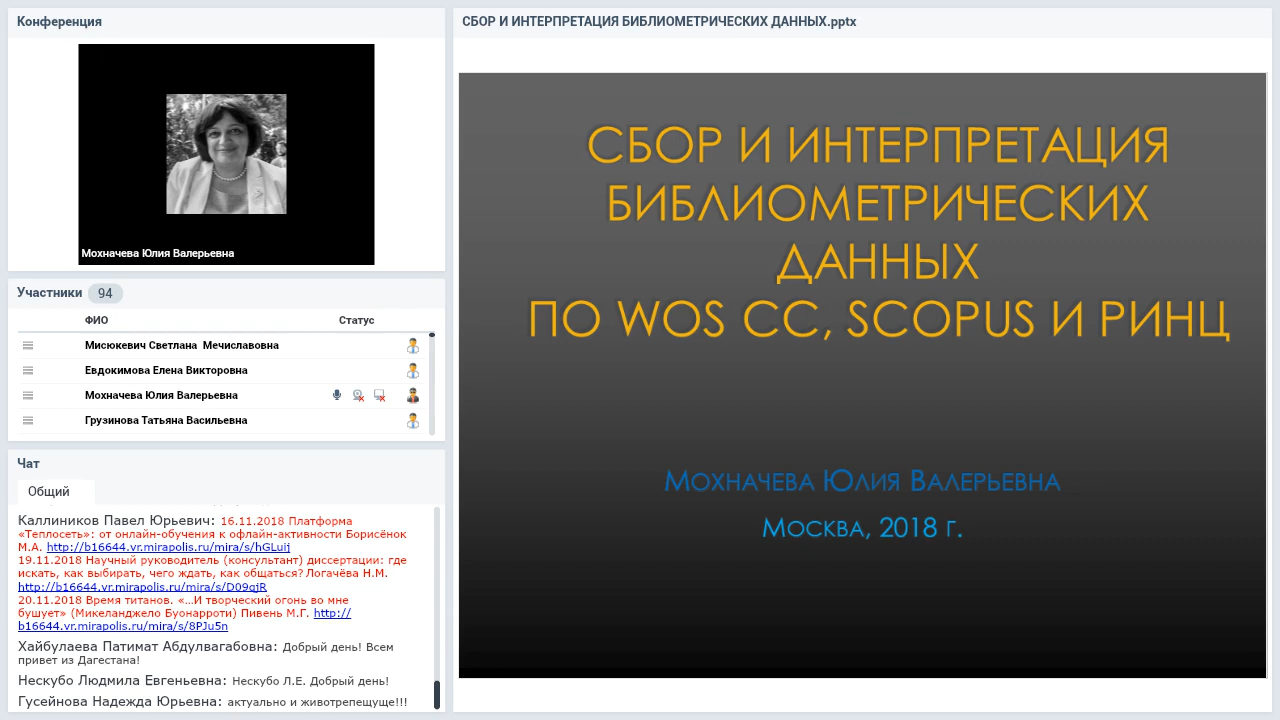 Конференция
Мохначева Юлия Валерьевна
Участники 94
ФИО Статус
Мисюкевич Светлана Мечиславовна
Евдокимова Елена Викторовна
Мохначева Юлия Валерьевна
Грузинова Татьяна Васильевна
Чат
Общий
Каллиников Павел Юрьевич: 16.11.2018 Платформа
«Теплосеть»: от онлайн-обучения к офлайн-активности Борисёнок
М.А. http://b16644.vr.mirapolis.ru/mira/s/hGLuij
19.11.2018 Научный руководитель (консультант) диссертации: где
искать, как выбирать, чего ждать, как общаться? Логачёва Н.М.
http://b16644.vr.mirapolis.ru/mira/s/D09qjR
20.11.2018 Время титанов. «...И творческий огонь во мне
бушует» (Микеланджело Буонарроти) Пивень М.Г. http://
b16644.vr.mirapolis.ru/mira/s/8PJu5n
Хайбулаева Патимат Абдулвагабовна: Добрый день! Всем
привет из Дагестана!
Нескубо Людмила Евгеньевна: Нескубо Л.Е. Добрый день!
Гусейнова Надежда Юрьевна: актуально и животрепещуще!!!
СБОР И ИНТЕРПРЕТАЦИЯ БИБЛИОМЕТРИЧЕСКИХ ДАННЫХ.pptx
СБОР И ИНТЕРПРЕТАЦИЯ
БИБЛИОМЕТРИЧЕСКИХ
ДАННЫХ
ПО WOS CC, SCOPUS И РИНЦ
Мохначева Юлия Валерьевна
Москва, 2018 г.